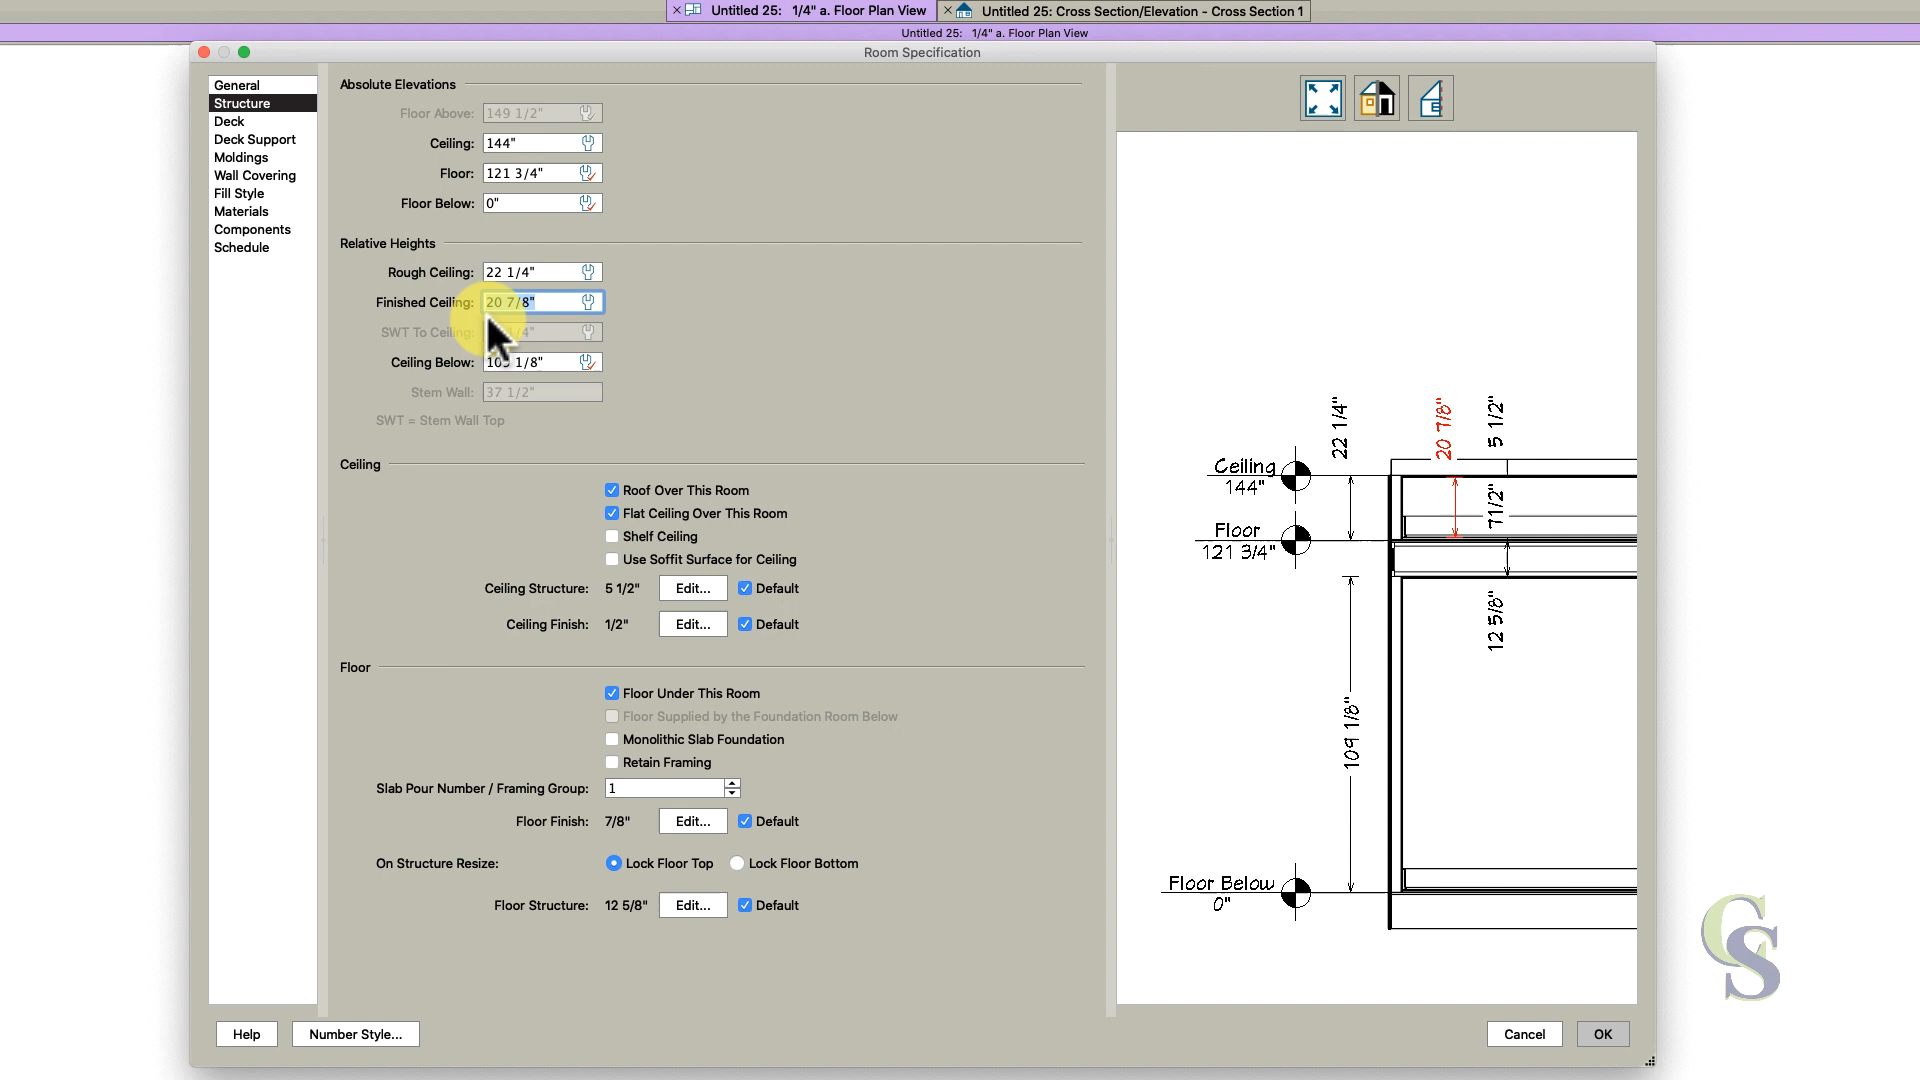 Untitled 25: 1/4" a. Floor Plan View
Untitled 25: Cross Section/Elevation - Cross Section 1
Untitled 25: 1/4" a. Floor Plan View
Room Specification
General
Structure
Deck
Deck Support
Moldings
Wall Covering
Fill Style
Materials
Components
Schedule
Absolute Elevations
Floor Above: 149 1/2"
Ceiling: 144"
Floor: 121 3/4"
Floor Below: 0"
Relative Heights
Rough Ceiling: 22 1/4"
Finished Ceiling: 20 7/8"
SWT To Ceiling:
Ceiling Below: 109 1/8"
Stem Wall: 37 1/2"
SWT = Stem Wall Top
Ceiling
Roof Over This Room
Flat Ceiling Over This Room
Shelf Ceiling
Use Soffit Surface for Ceiling
Ceiling Structure: 5 1/2" Edit... Default
Ceiling Finish: 1/2" Edit... Default
Floor
Floor Under This Room
Floor Supplied by the Foundation Room Below
Monolithic Slab Foundation
Retain Framing
Slab Pour Number / Framing Group: 1
Floor Finish: 7/8" Edit... Default
On Structure Resize: Lock Floor Top Lock Floor Bottom
Floor Structure: 12 5/8" Edit... Default
Help
Number Style...
Cancel
OK
22 1/4"
20 7/8"
5 1/2"
Ceiling
144"
71/2"
Floor
121 3/4"
12 5/8"
109 1/8"
Floor Below
0"
CS